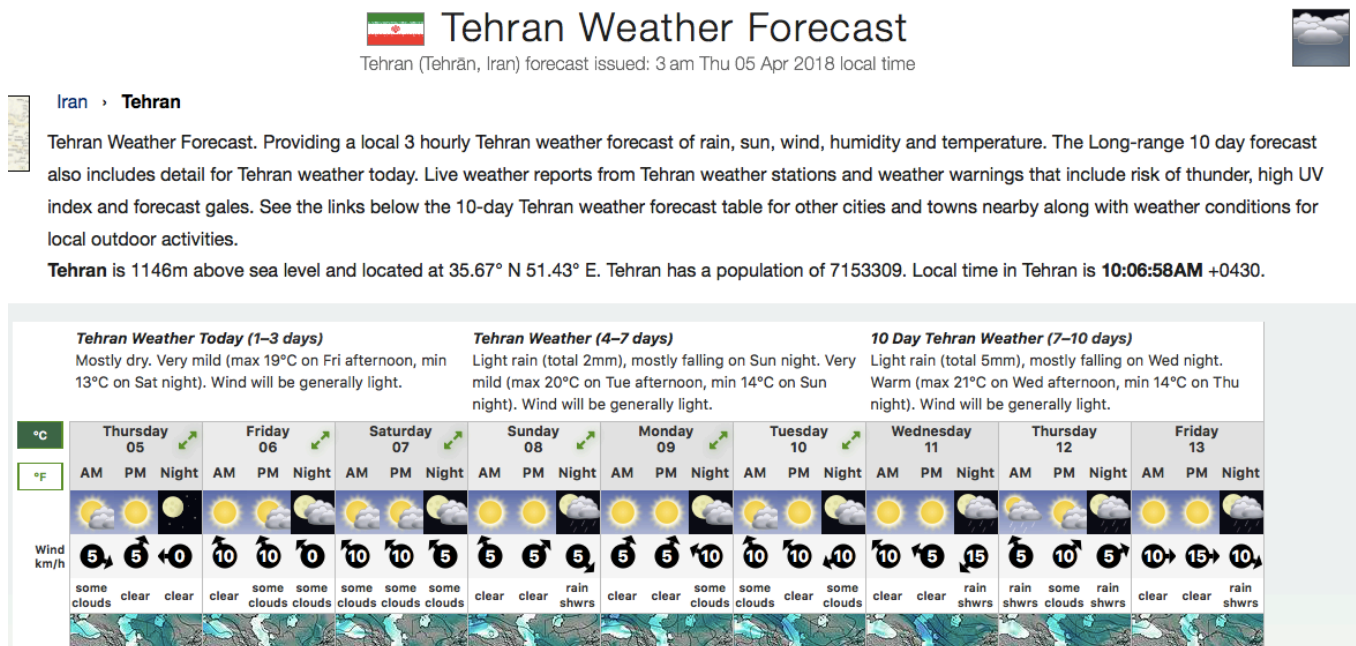 Tehran Weather Forecast
Tehran (Tehrān, Iran) forecast issued: 3 am Thu 05 Apr 2018 local time
Iran › Tehran
Tehran Weather Forecast. Providing a local 3 hourly Tehran weather forecast of rain, sun, wind, humidity and temperature. The Long-range 10 day forecast
also includes detail for Tehran weather today. Live weather reports from Tehran weather stations and weather warnings that include risk of thunder, high UV
index and forecast gales. See the links below the 10-day Tehran weather forecast table for other cities and towns nearby along with weather conditions for
local outdoor activities.
Tehran is 1146m above sea level and located at 35.67° N 51.43° E. Tehran has a population of 7153309. Local time in Tehran is 10:06:58AM +0430.
Tehran Weather Today (1–3 days)
Mostly dry. Very mild (max 19°C on Fri afternoon, min
13°C on Sat night). Wind will be generally light.
Tehran Weather (4–7 days)
Light rain (total 2mm), mostly falling on Sun night. Very
mild (max 20°C on Tue afternoon, min 14°C on Sun
night). Wind will be generally light.
10 Day Tehran Weather (7–10 days)
Light rain (total 5mm), mostly falling on Wed night.
Warm (max 21°C on Wed afternoon, min 14°C on Thu
night). Wind will be generally light.
°C
°F
Thursday Friday Saturday Sunday Monday Tuesday Wednesday Thursday Friday
05 06 07 08 09 10 11 12 13
AM PM Night AM PM Night AM PM Night AM PM Night AM PM Night AM PM Night AM PM Night AM PM Night AM PM Night
Wind
km/h
5 5 0 10 10 0 10 10 5 5 5 5 5 5 10 10 10 10 10 5 15 5 10 5 10 15 10
some clouds clear clear clear some clouds some clouds some clouds some clouds some clouds clear clear rain shwrs clear clear some clouds some clouds clear some clouds clear clear rain shwrs rain shwrs some clouds rain shwrs clear clear rain shwrs